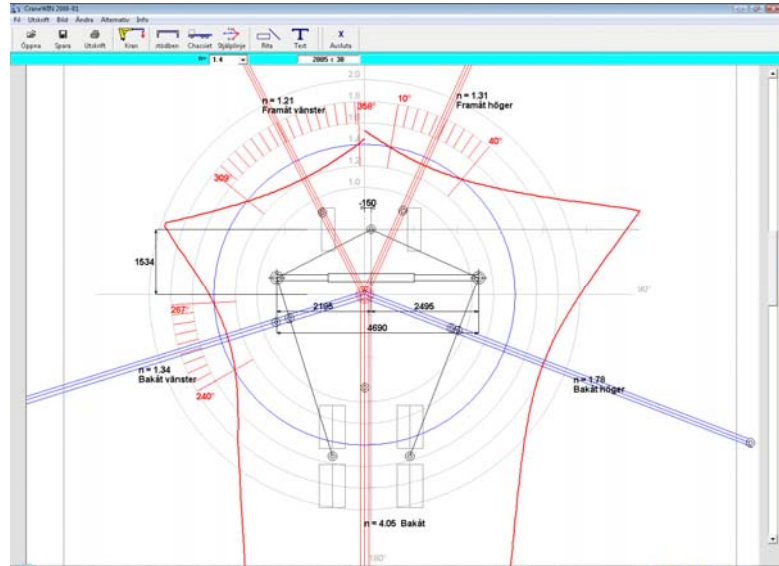 CraneWIN 2000-01
Fil Utskrift Bild Ändra Alternativ Info
Öppna Spara Utskrift Kran stödben Chassiet Stjälplinje Rita Text Avsluta
n= 1.4 2005 < 38
2.0
n = 1.21
Framåt vänster
n = 1.31
Framåt höger
1.8
1.6
358°
10°
1.4
40°
1.2
309°
1.0
-150
1534
90°
267°
2195
2495
4690
n = 1.34
Bakåt vänster
n = 1.78
Bakåt höger
240°
n = 4.05 Bakåt
180°